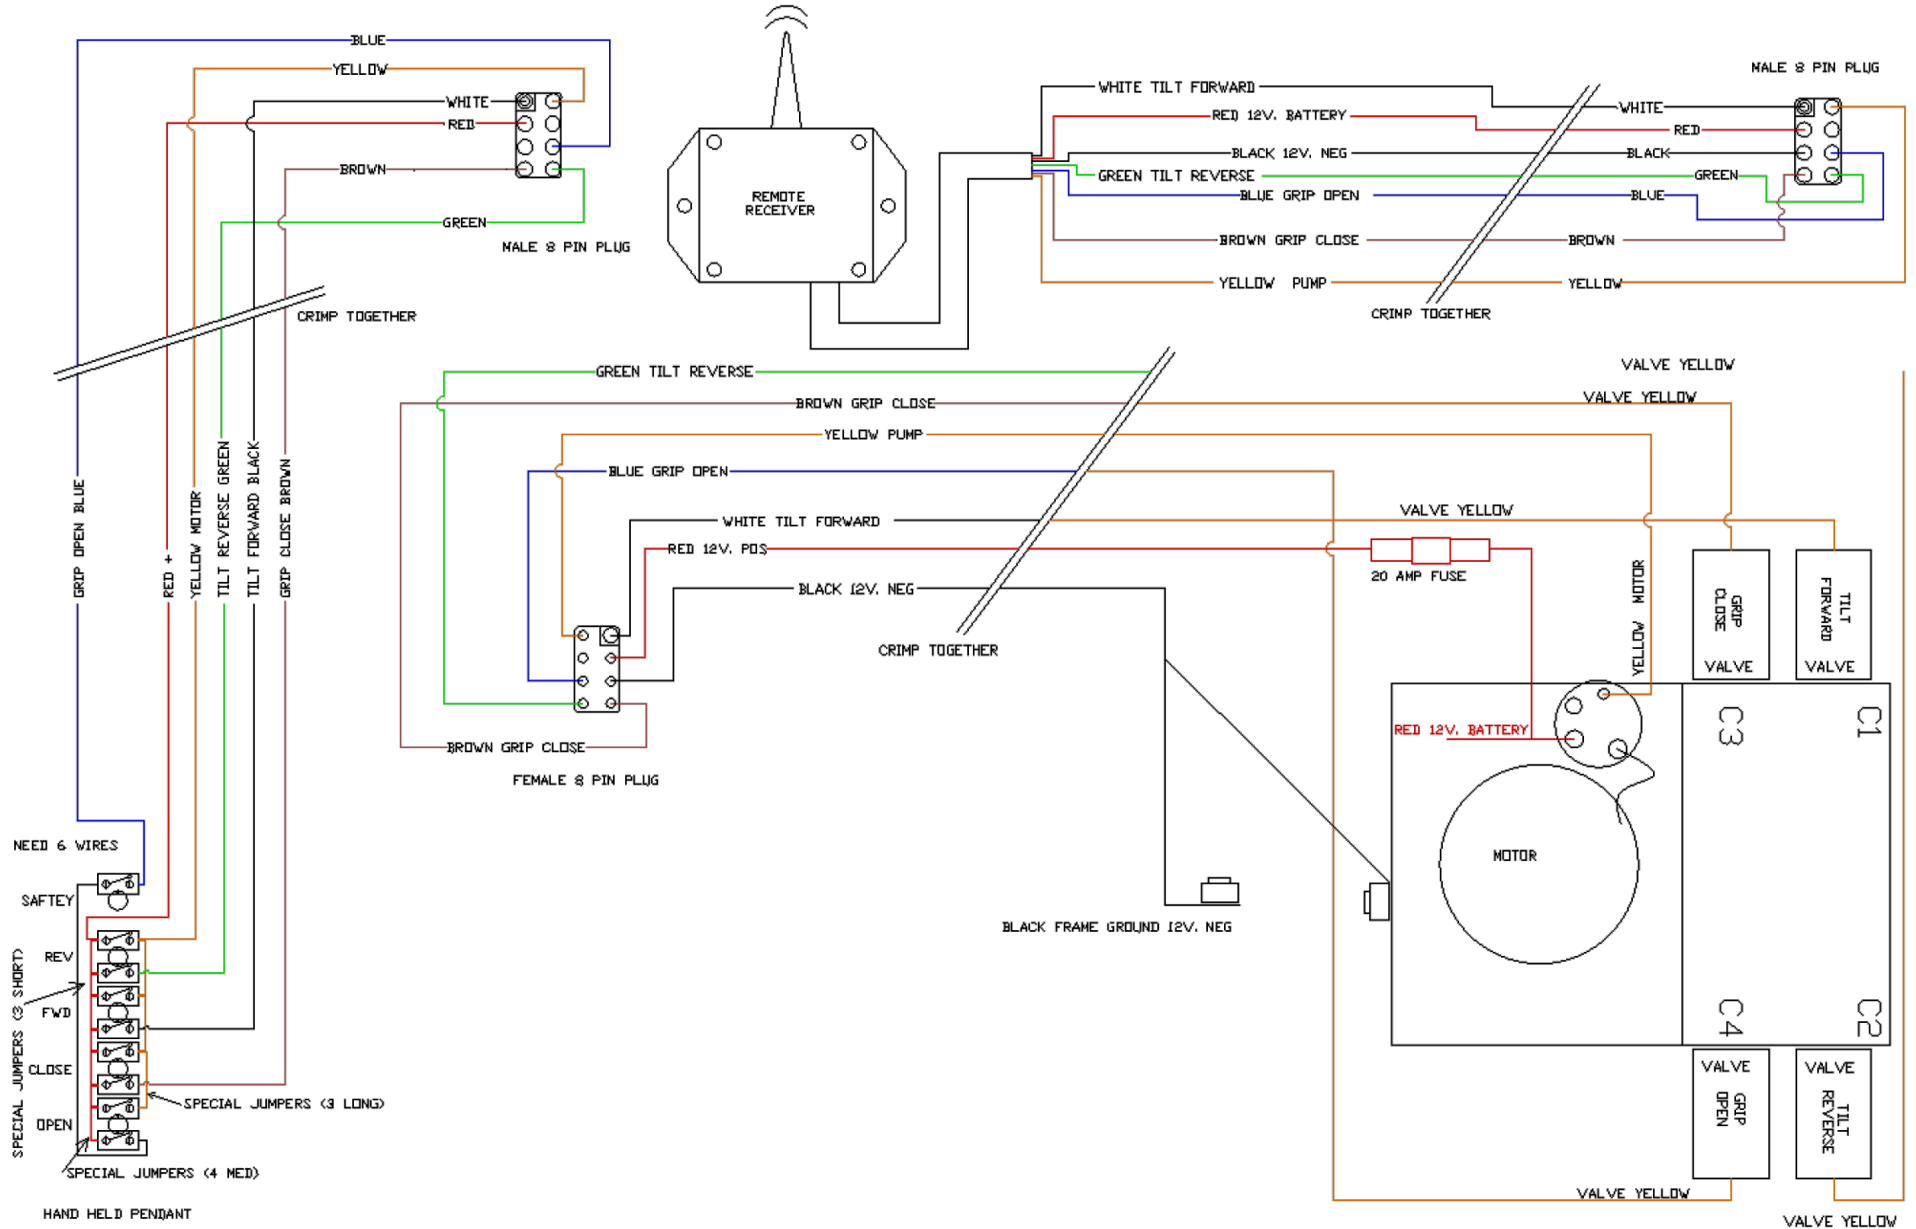 BLUE
YELLOW
WHITE
RED
BROWN
GREEN
MALE 8 PIN PLUG
CRIMP TOGETHER
GRIP OPEN BLUE
RED +
YELLOW MOTOR
TILT REVERSE GREEN
TILT FORWARD BLACK
GRIP CLOSE BROWN
NEED 6 WIRES
SAFTEY
REV
FWD
CLOSE
OPEN
SPECIAL JUMPERS (3 SHORT)
SPECIAL JUMPERS (3 LONG)
SPECIAL JUMPERS (4 MED)
HAND HELD PENDANT
REMOTE
RECEIVER
WHITE TILT FORWARD
RED 12V. BATTERY
BLACK 12V. NEG
GREEN TILT REVERSE
BLUE GRIP OPEN
BROWN GRIP CLOSE
YELLOW PUMP
CRIMP TOGETHER
MALE 8 PIN PLUG
WHITE
RED
BLACK
GREEN
BLUE
BROWN
YELLOW
GREEN TILT REVERSE
BROWN GRIP CLOSE
YELLOW PUMP
BLUE GRIP OPEN
WHITE TILT FORWARD
RED 12V. POS
BLACK 12V. NEG
CRIMP TOGETHER
BROWN GRIP CLOSE
FEMALE 8 PIN PLUG
BLACK FRAME GROUND 12V. NEG
VALVE YELLOW
VALVE YELLOW
VALVE YELLOW
20 AMP FUSE
YELLOW MOTOR
GRIP
CLOSE
VALVE
TILT
FORWARD
VALVE
RED 12V. BATTERY
MOTOR
C3
C1
C4
C2
VALVE
GRIP
OPEN
VALVE
TILT
REVERSE
VALVE YELLOW
VALVE YELLOW